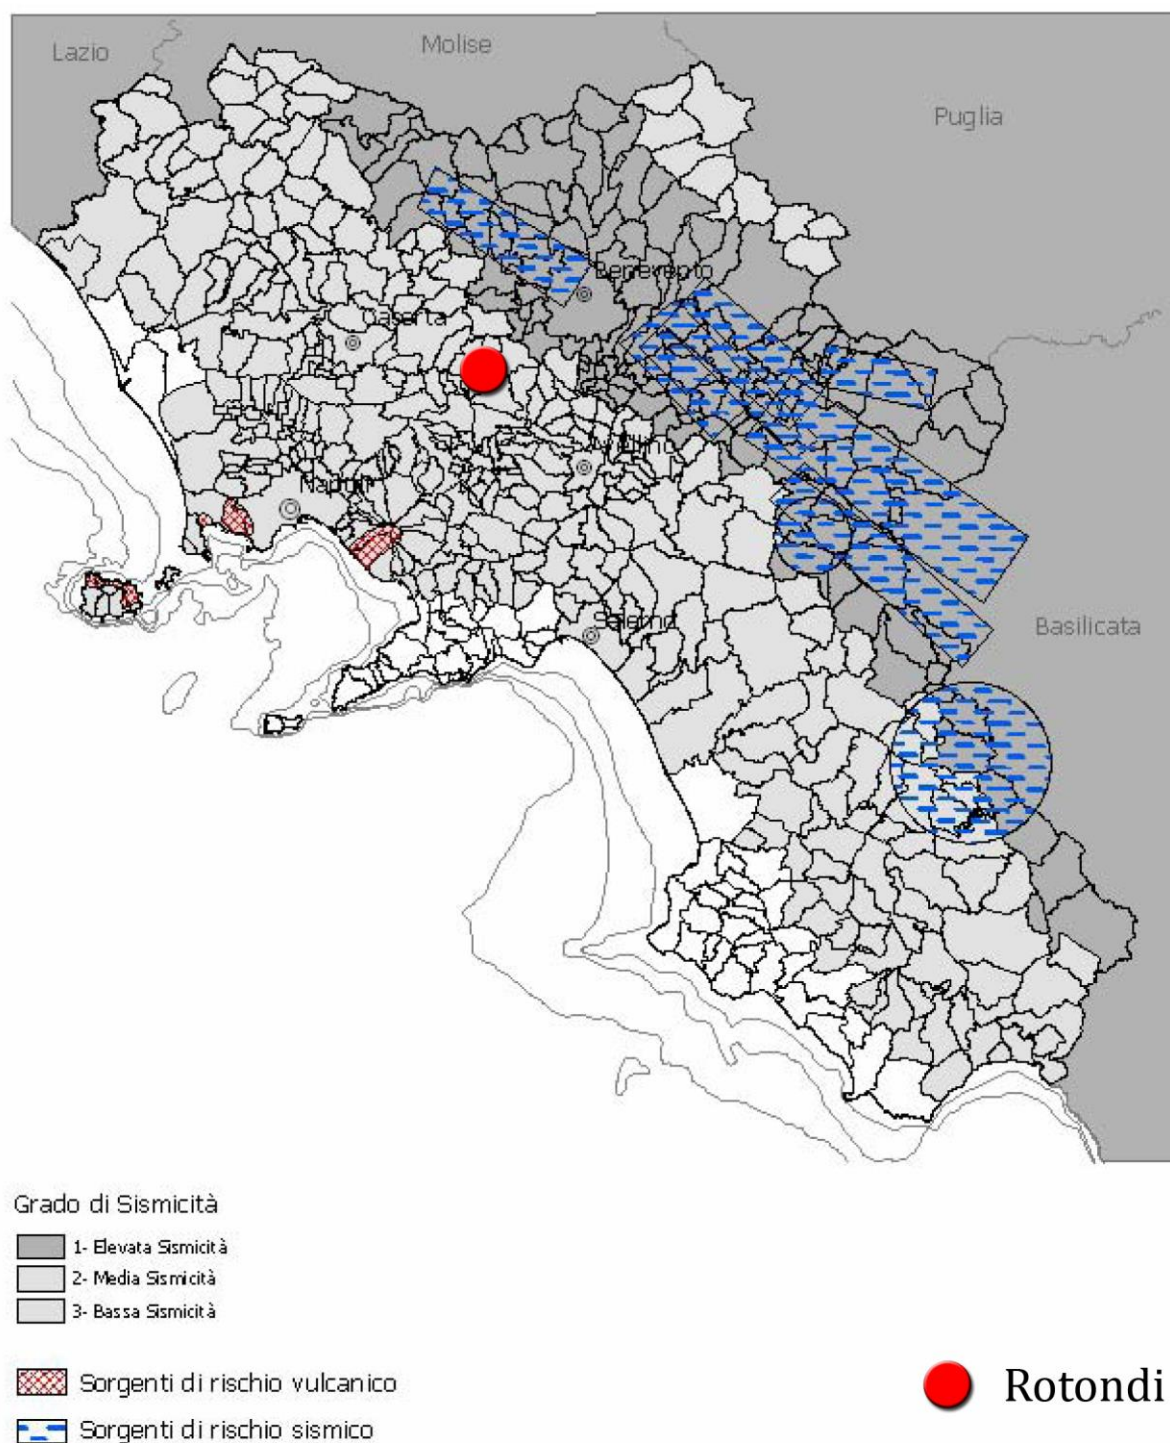 Lazio
Molise
Puglia
Benevento
Caserta
Avellino
Napoli
Salerno
Basilicata
Grado di Sismicità
1- Elevata Sismicità
2- Media Sismicità
3- Bassa Sismicità
Sorgenti di rischio vulcanico
Sorgenti di rischio sismico
Rotondi